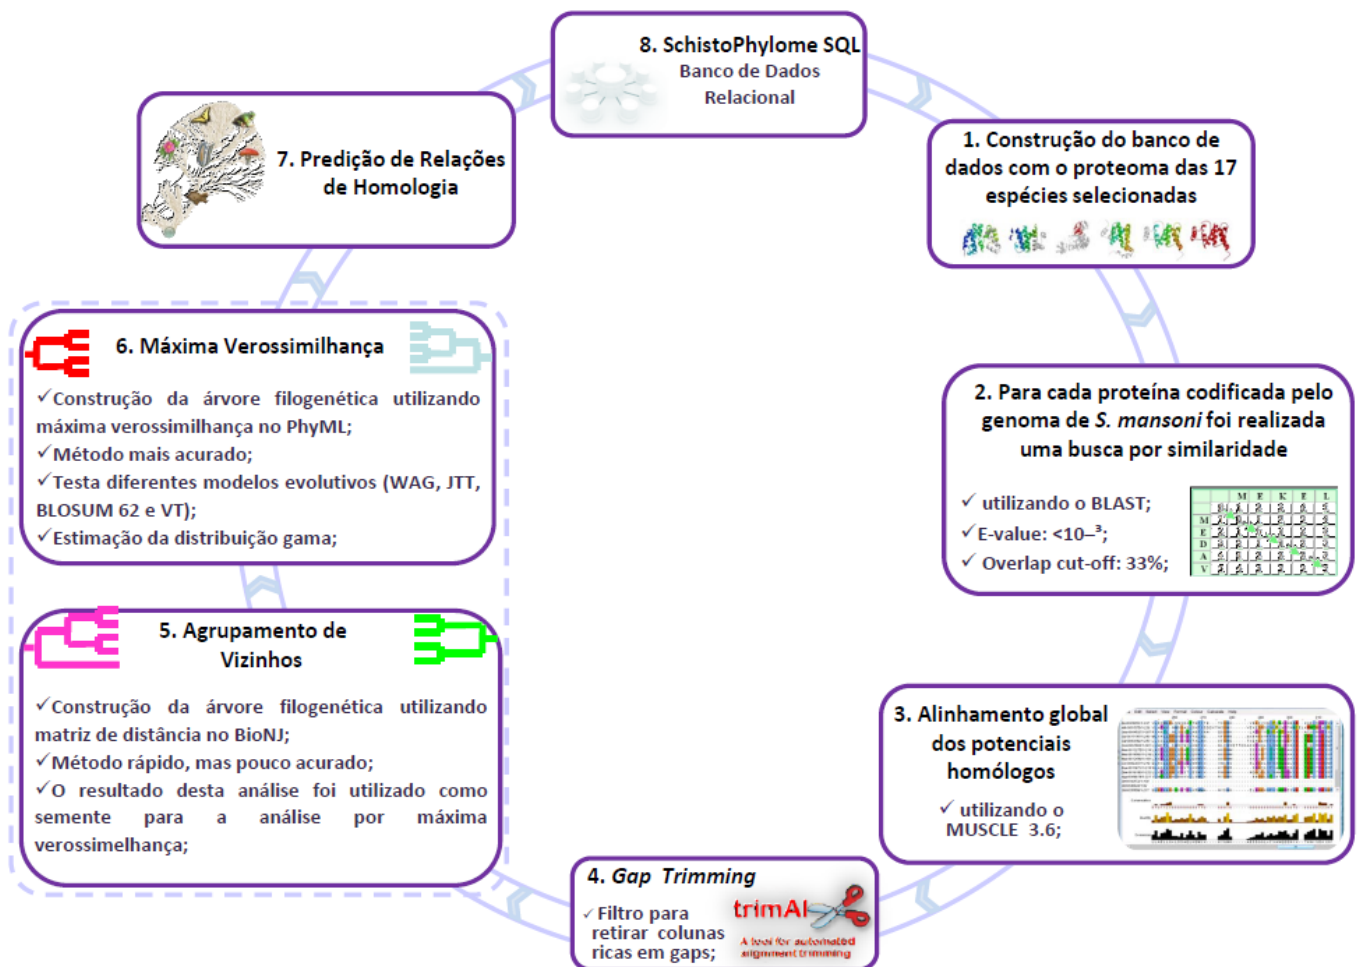 8. SchistoPhylome SQL
Banco de Dados
Relacional
1. Construção do banco de
dados com o proteoma das 17
espécies selecionadas
2. Para cada proteína codificada pelo
genoma de S. mansoni foi realizada
uma busca por similaridade
✓ utilizando o BLAST;
✓E-value: <10–³;
✓ Overlap cut-off: 33%;
M E K E L
M
E
D
A
V
3. Alinhamento global
dos potenciais
homólogos
✓ utilizando o
MUSCLE 3.6;
4. Gap Trimming
✓ Filtro para
retirar colunas
ricas em gaps;
trimAl
A tool for automated
alignment trimming
5. Agrupamento de
Vizinhos
✓Construção da árvore filogenética utilizando
matriz de distância no BioNJ;
✓Método rápido, mas pouco acurado;
✓O resultado desta análise foi utilizado como
semente para a análise por máxima
verossimelhança;
6. Máxima Verossimilhança
✓Construção da árvore filogenética utilizando
máxima verossimilhança no PhyML;
✓Método mais acurado;
✓Testa diferentes modelos evolutivos (WAG, JTT,
BLOSUM 62 e VT);
✓Estimação da distribuição gama;
7. Predição de Relações
de Homologia